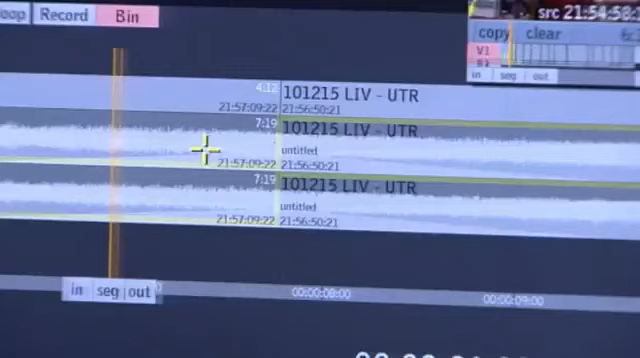 Record Bin
src 21:54:58
copy clear
V1
in seg out
4:12 101215 LIV - UTR
21:57:09:22 21:56:50:21
7:19 101215 LIV - UTR
untitled
21:57:09:22 21:56:50:21
7:19 101215 LIV - UTR
untitled
21:57:09:22 21:56:50:21
in seg out
00:00:08:00 00:00:09:00